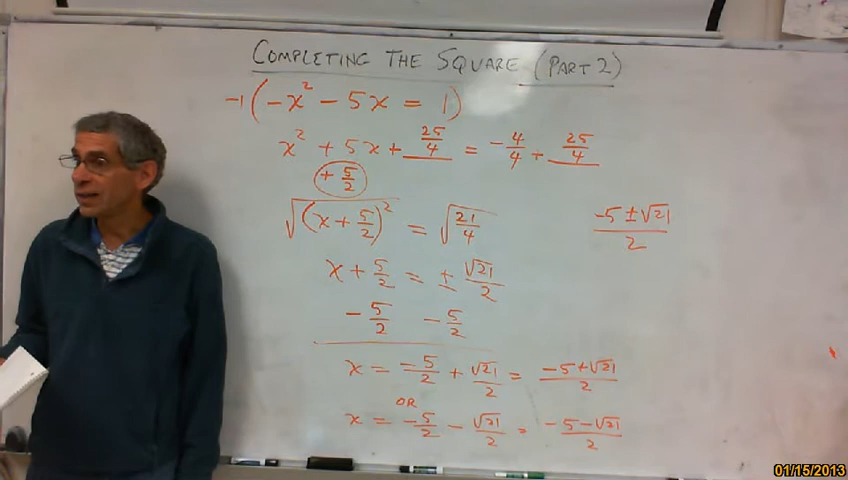 COMPLETING THE SQUARE (PART 2)
-1(-x² - 5x = 1)
x² + 5x + 25/4 = -4/4 + 25/4
+ 5/2
√(x + 5/2)² = √21/4
-5 ± √21 / 2
x + 5/2 = ± √21/2
- 5/2 - 5/2
x = -5/2 + √21/2 = -5 + √21 / 2
OR
x = -5/2 - √21/2 = -5 - √21 / 2
01/15/2013